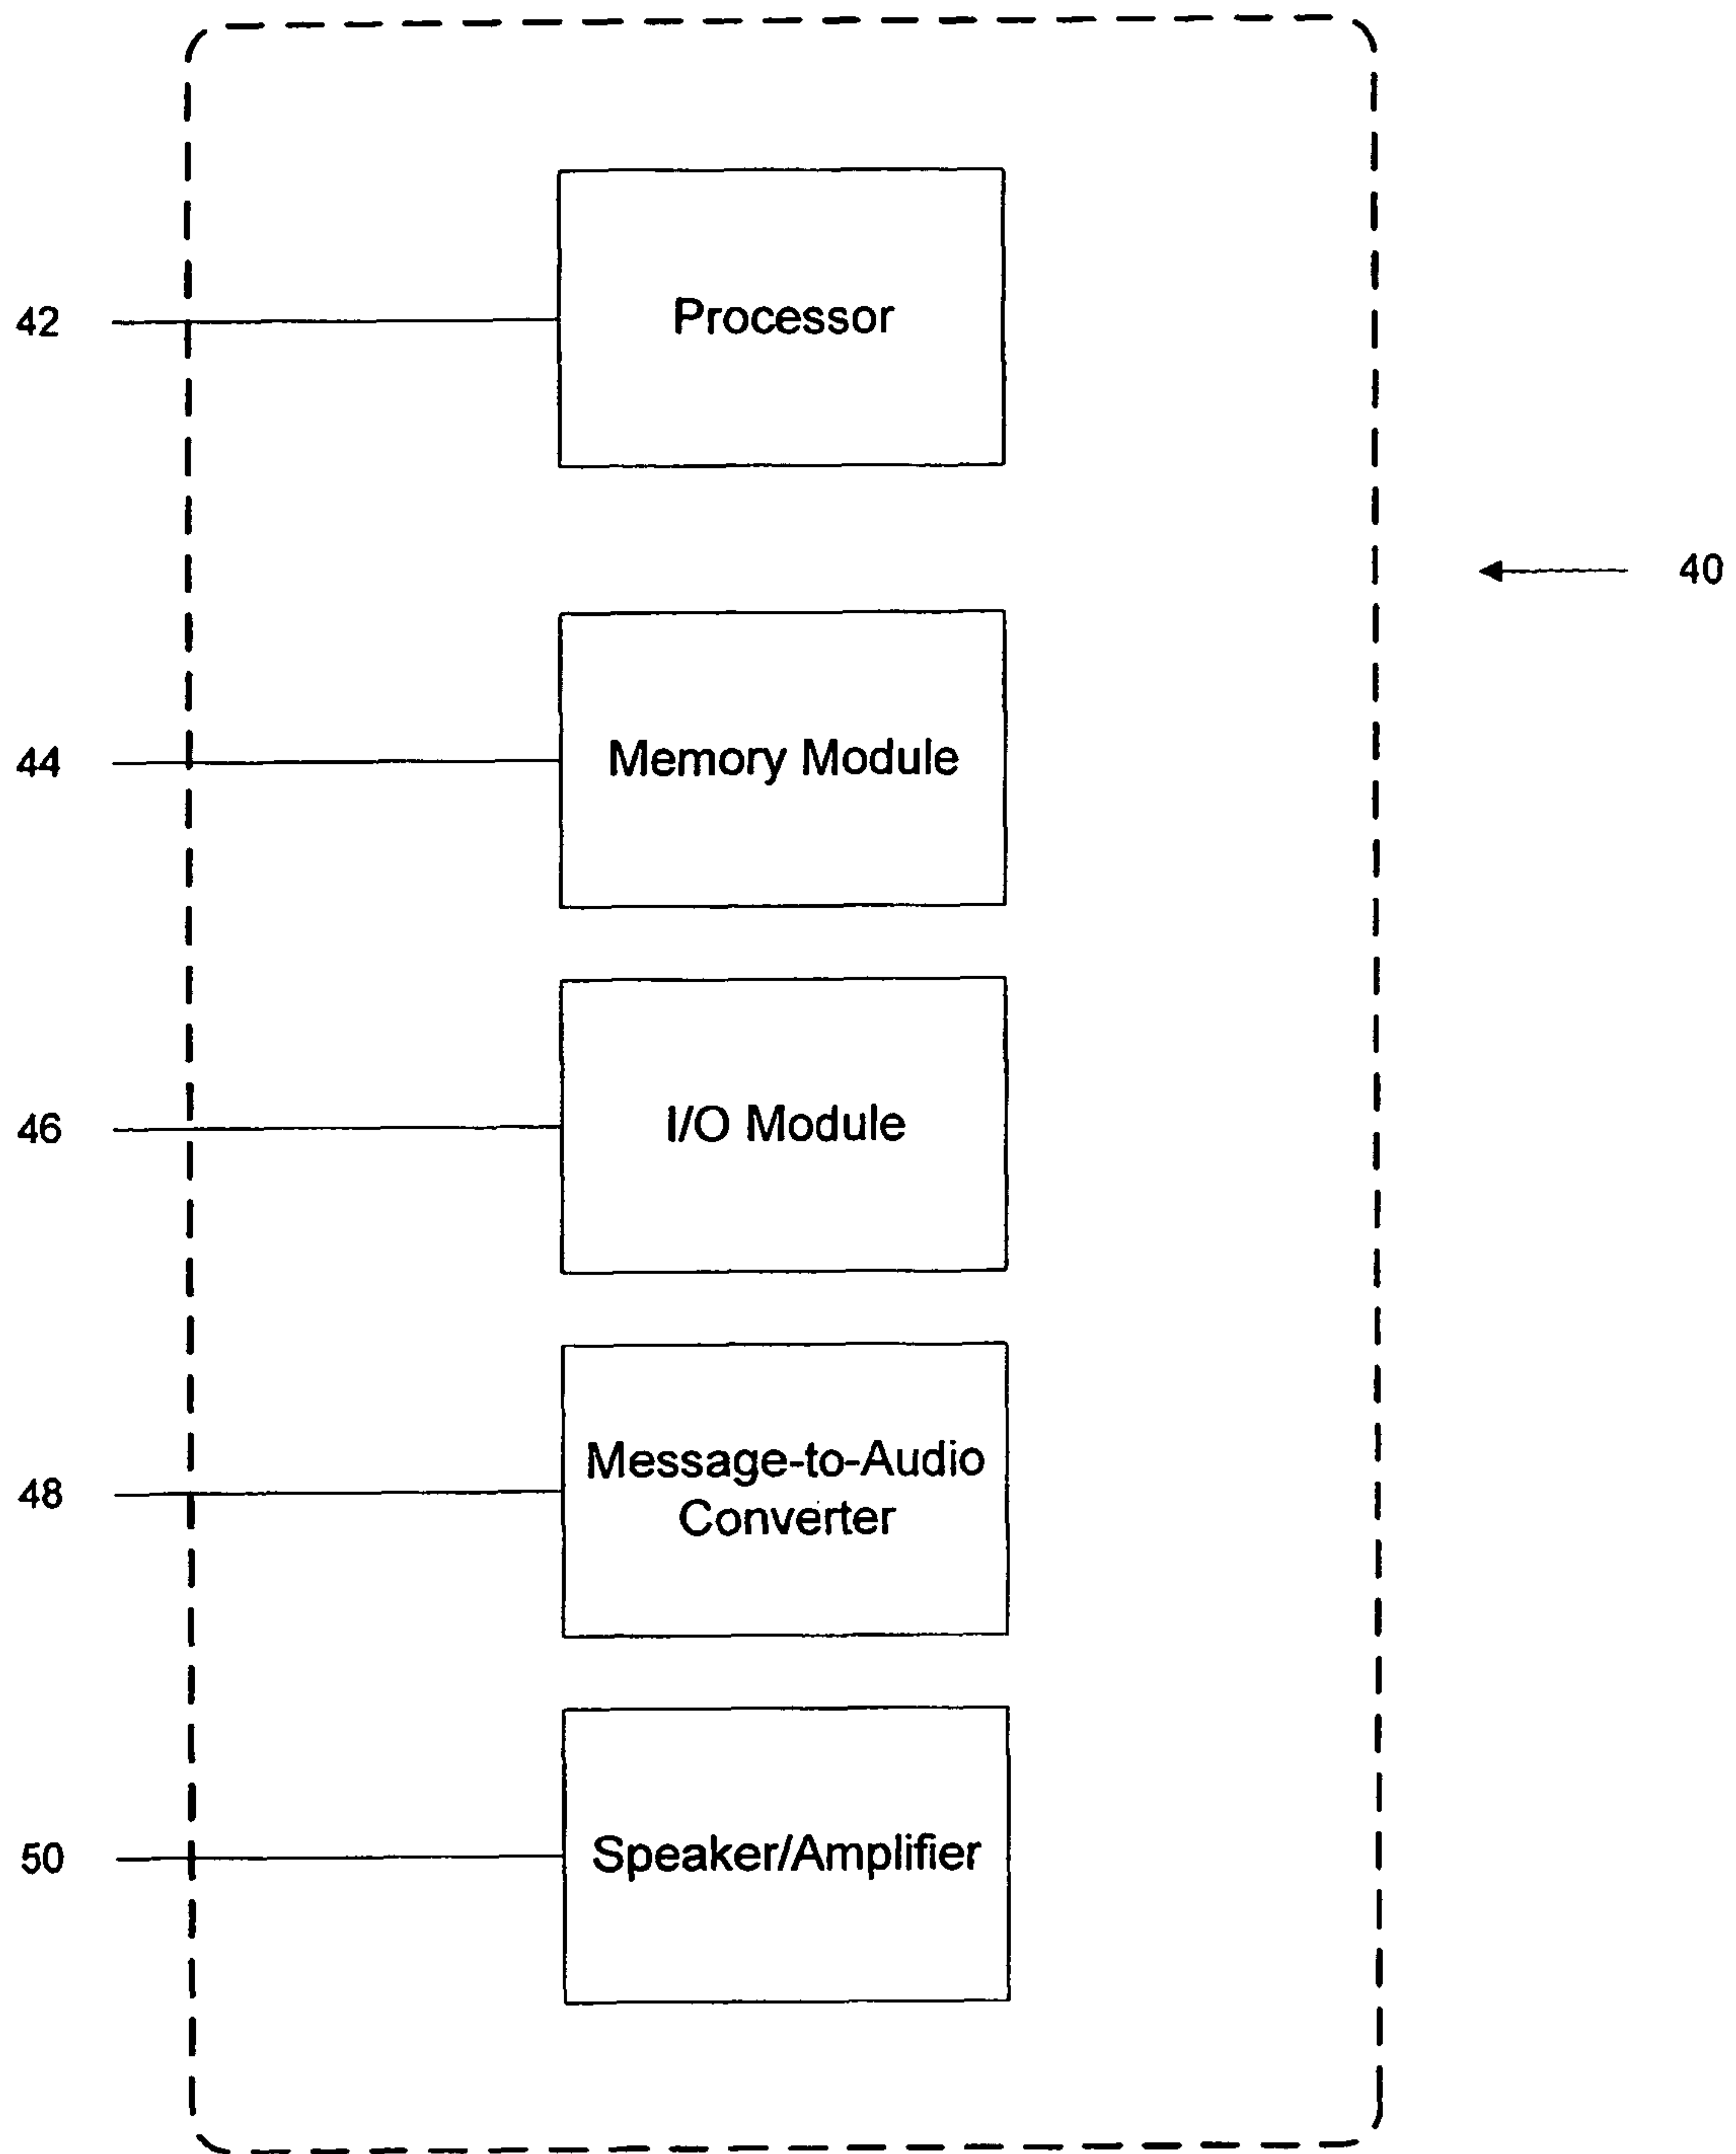 42
Processor
40
44
Memory Module
46
I/O Module
48
Message-to-Audio
Converter
50
Speaker/Amplifier